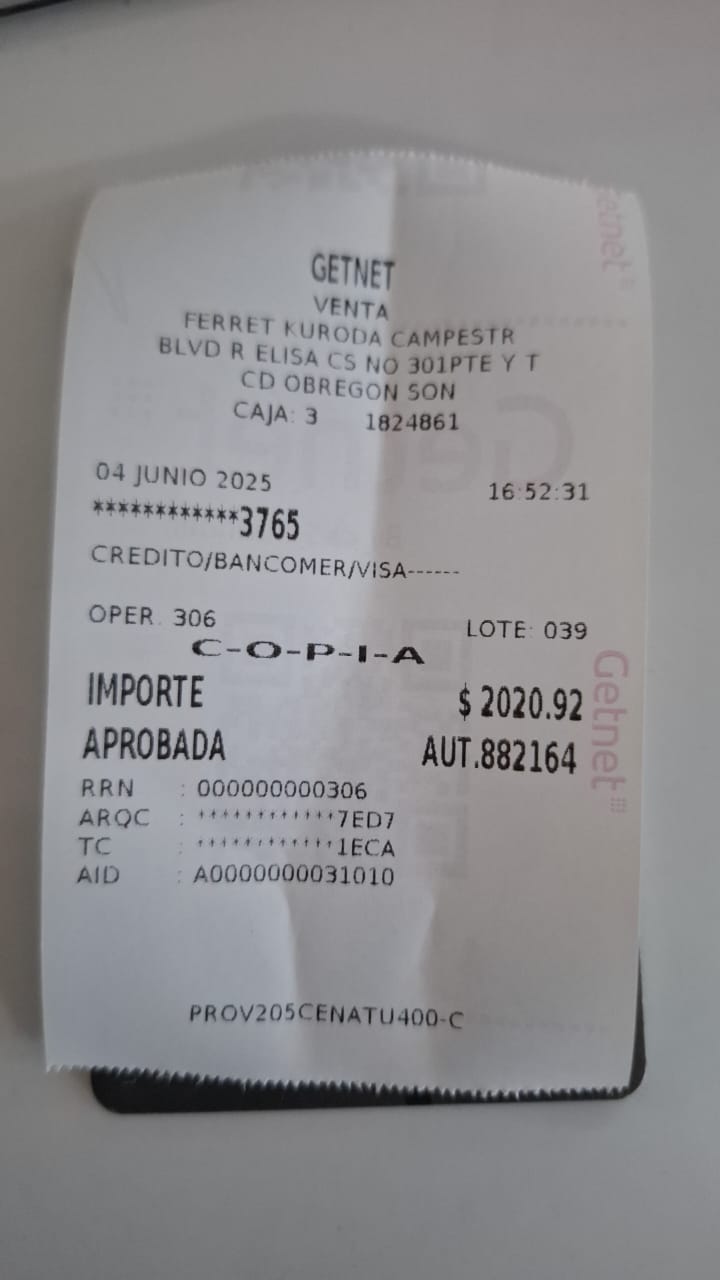 GETNET
VENTA
FERRET KURODA CAMPESTR
BLVD R ELISA CS NO 301PTE Y T
CD OBREGON SON
CAJA: 3 1824861
04 JUNIO 2025 16:52:31
************3765
CREDITO/BANCOMER/VISA------
OPER. 306 LOTE: 039
C-O-P-I-A
IMPORTE $ 2020.92
APROBADA AUT.882164
RRN : 000000000306
ARQC : ************7ED7
TC : ************1ECA
AID : A0000000031010
PROV205CENATU400-C
Getnet
Getnet